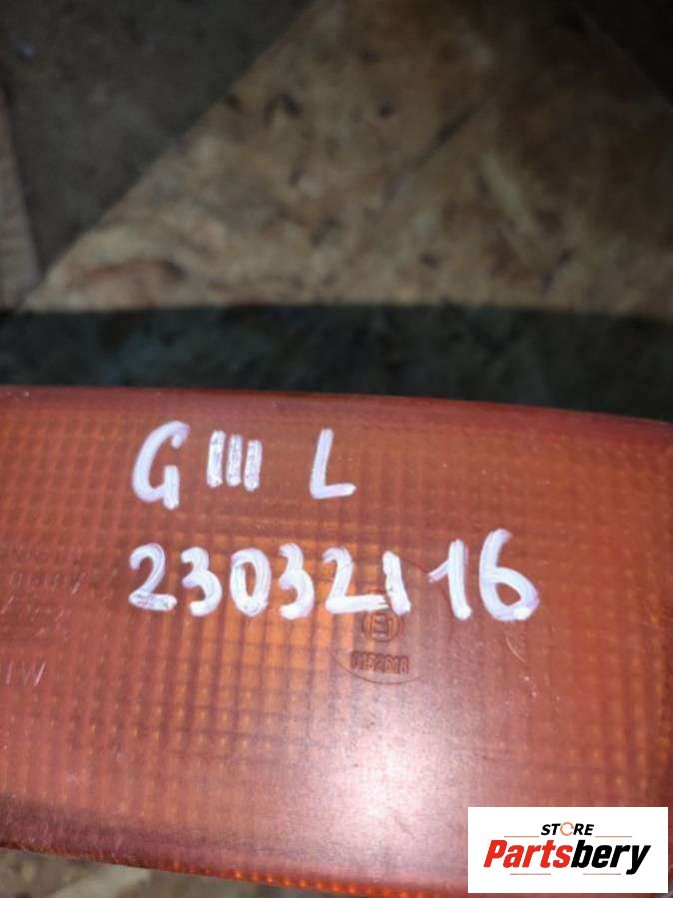 G III L
23032116
STORE
Partsbery